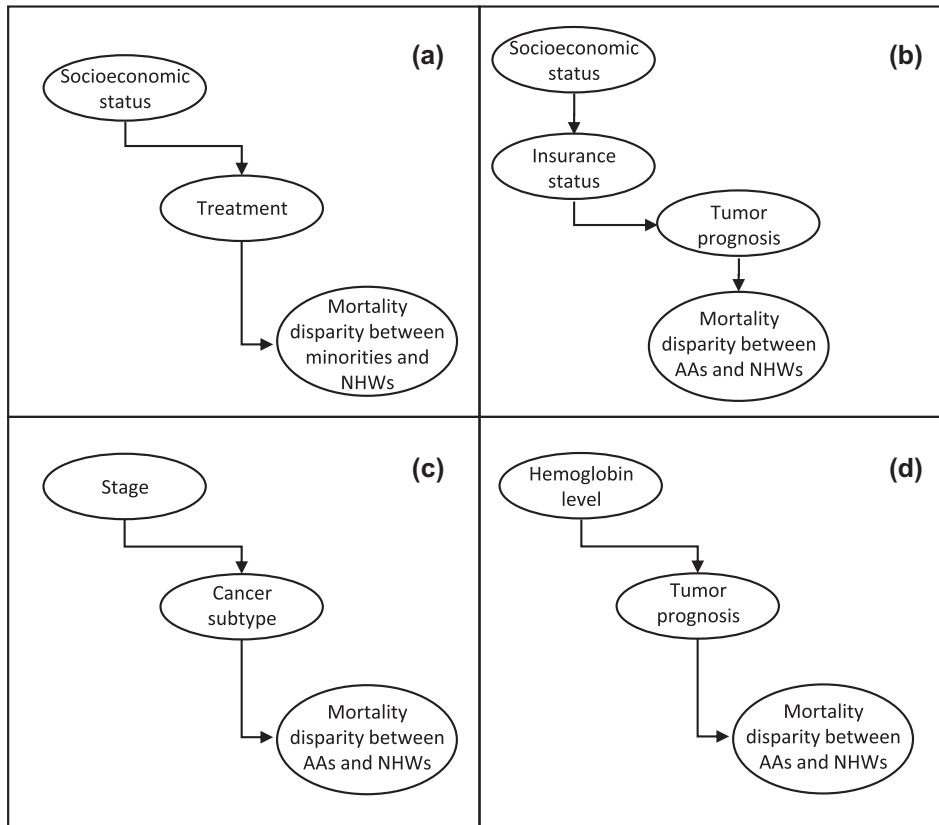 (a)
Socioeconomic
status
Treatment
Mortality
disparity between
minorities and
NHWs
(b)
Socioeconomic
status
Insurance
status
Tumor
prognosis
Mortality
disparity between
AAs and NHWs
(c)
Stage
Cancer
subtype
Mortality
disparity between
AAs and NHWs
(d)
Hemoglobin
level
Tumor
prognosis
Mortality
disparity between
AAs and NHWs